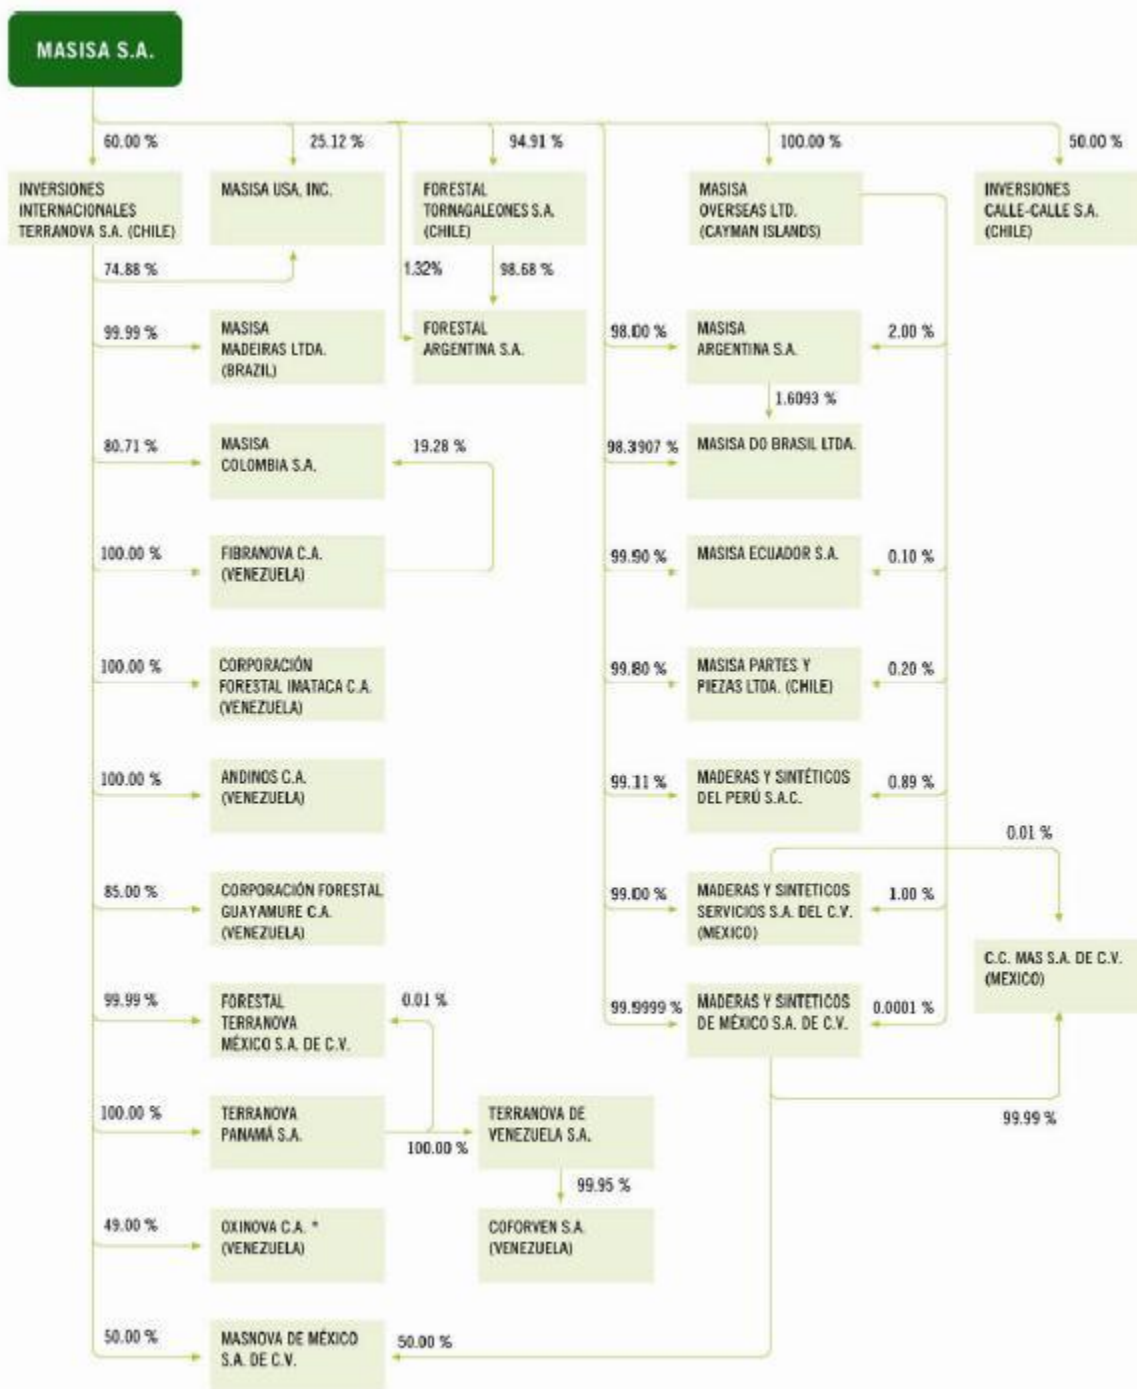 MASISA S.A.
60.00 %
25.12 %
94.91 %
100.00 %
50.00 %
INVERSIONES
INTERNACIONALES
TERRANOVA S.A. (CHILE)
MASISA USA, INC.
FORESTAL
TORNAGALEONES S.A.
(CHILE)
MASISA
OVERSEAS LTD.
(CAYMAN ISLANDS)
INVERSIONES
CALLE-CALLE S.A.
(CHILE)
74.88 %
1.32%
98.68 %
99.99 %
MASISA
MADEIRAS LTDA.
(BRAZIL)
FORESTAL
ARGENTINA S.A.
98.00 %
MASISA
ARGENTINA S.A.
2.00 %
1.6093 %
80.71 %
MASISA
COLOMBIA S.A.
19.28 %
98.3907 %
MASISA DO BRASIL LTDA.
100.00 %
FIBRANOVA C.A.
(VENEZUELA)
99.90 %
MASISA ECUADOR S.A.
0.10 %
100.00 %
CORPORACIÓN
FORESTAL IMATACA C.A.
(VENEZUELA)
99.80 %
MASISA PARTES Y
PIEZAS LTDA. (CHILE)
0.20 %
100.00 %
ANDINOS C.A.
(VENEZUELA)
99.11 %
MADERAS Y SINTÉTICOS
DEL PERÚ S.A.C.
0.89 %
0.01 %
85.00 %
CORPORACIÓN FORESTAL
GUAYAMURE C.A.
(VENEZUELA)
99.00 %
MADERAS Y SINTETICOS
SERVICIOS S.A. DEL C.V.
(MEXICO)
1.00 %
C.C. MAS S.A. DE C.V.
(MEXICO)
99.99 %
FORESTAL
TERRANOVA
MÉXICO S.A. DE C.V.
0.01 %
99.9999 %
MADERAS Y SINTETICOS
DE MÉXICO S.A. DE C.V.
0.0001 %
99.99 %
100.00 %
TERRANOVA
PANAMÁ S.A.
100.00 %
TERRANOVA DE
VENEZUELA S.A.
99.95 %
49.00 %
OXINOVA C.A. *
(VENEZUELA)
COFORVEN S.A.
(VENEZUELA)
50.00 %
MASNOVA DE MÉXICO
S.A. DE C.V.
50.00 %